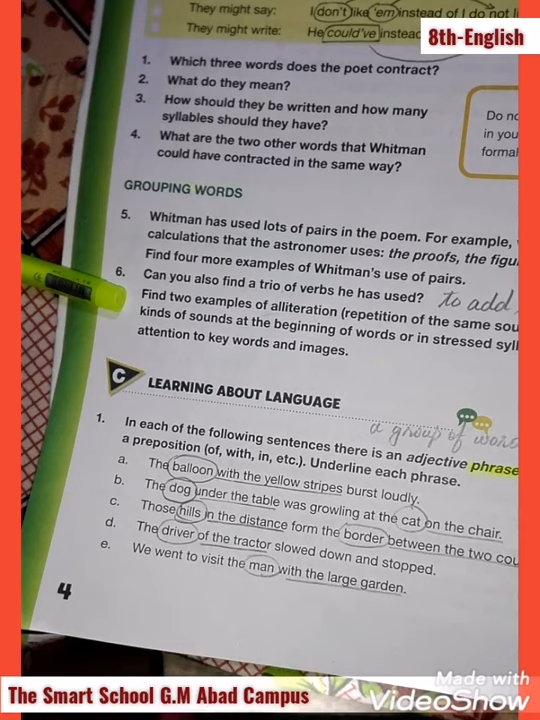 They might say: I don't like 'em instead of I do not li
They might write: He could've instead
8th-English
1. Which three words does the poet contract?
2. What do they mean?
3. How should they be written and how many
syllables should they have?
4. What are the two other words that Whitman
could have contracted in the same way?
Do no
in you
formal
GROUPING WORDS
5. Whitman has used lots of pairs in the poem. For example,
calculations that the astronomer uses: the proofs, the figu
Find four more examples of Whitman's use of pairs.
6. Can you also find a trio of verbs he has used? to add
Find two examples of alliteration (repetition of the same sou
kinds of sounds at the beginning of words or in stressed syll
attention to key words and images.
C LEARNING ABOUT LANGUAGE
a group of words
1. In each of the following sentences there is an adjective phrase
a preposition (of, with, in, etc.). Underline each phrase.
a. The balloon with the yellow stripes burst loudly.
b. The dog under the table was growling at the cat on the chair.
c. Those hills in the distance form the border between the two cou
d. The driver of the tractor slowed down and stopped.
e. We went to visit the man with the large garden.
4
The Smart School G.M Abad Campus
Made with
VideoShow